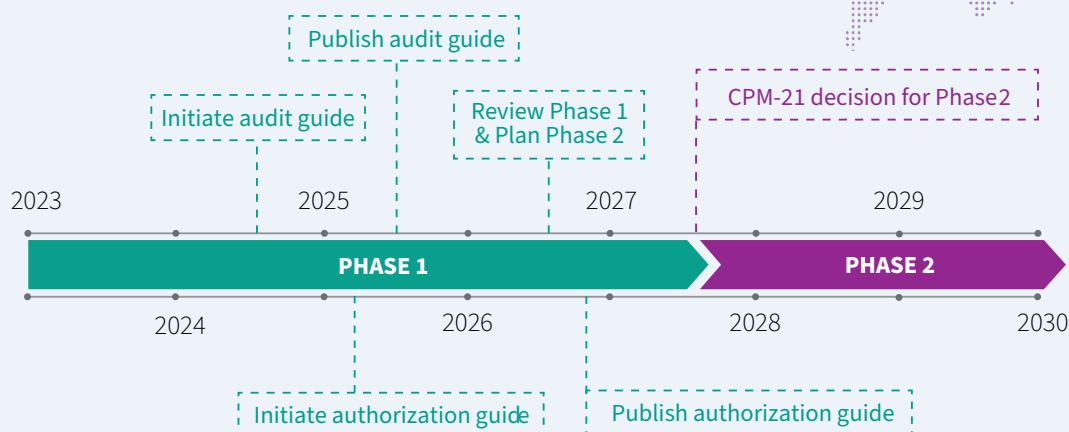 Publish audit guide
Initiate audit guide
Review Phase 1
& Plan Phase 2
CPM-21 decision for Phase2
2023
2025
2027
2029
PHASE 1
PHASE 2
2024
2026
2028
2030
Initiate authorization guide
Publish authorization guide